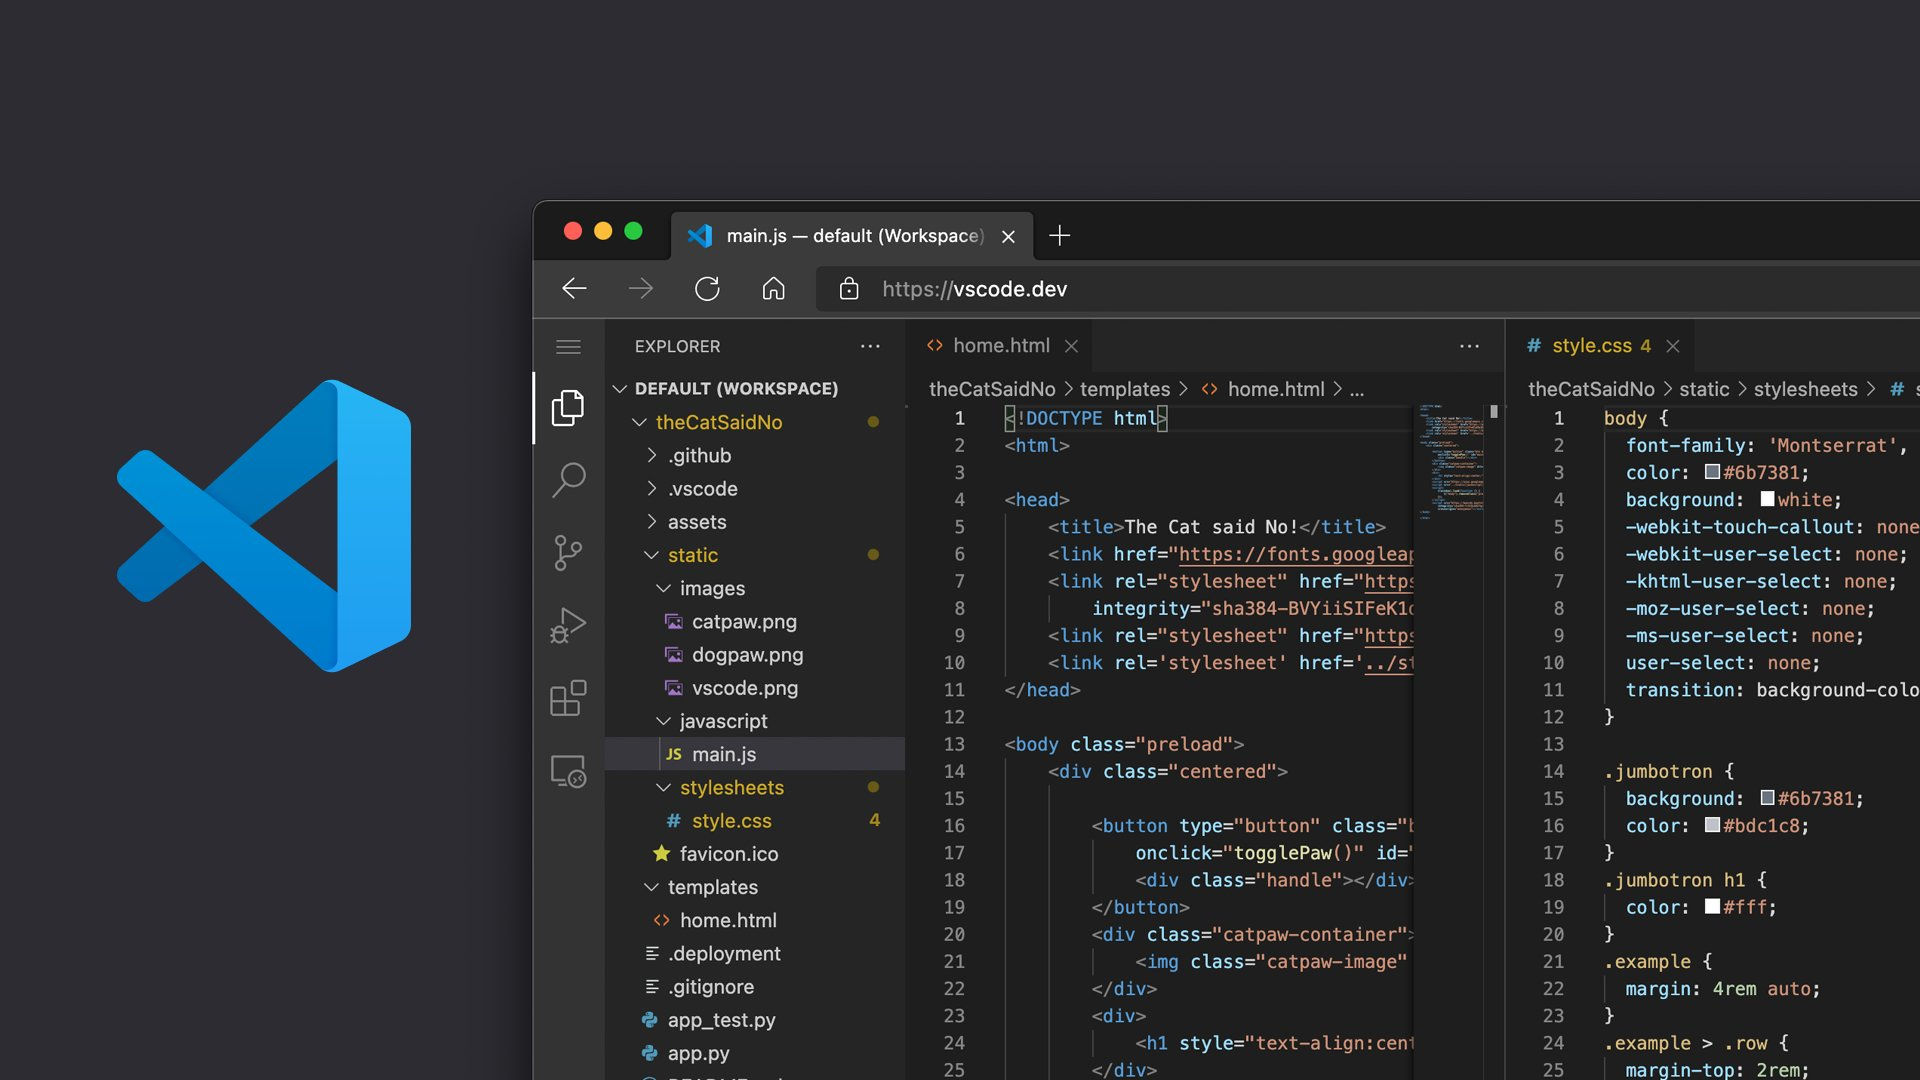 main.js — default (Workspace)
https://vscode.dev
EXPLORER
DEFAULT (WORKSPACE)
theCatSaidNo
.github
.vscode
assets
static
images
catpaw.png
dogpaw.png
vscode.png
javascript
JS main.js
stylesheets
# style.css 4
favicon.ico
templates
<> home.html
.deployment
.gitignore
app_test.py
app.py
<> home.html
theCatSaidNo > templates > <> home.html > ...
1 <!DOCTYPE html>
2 <html>
3
4 <head>
5 <title>The Cat said No!</title>
6 <link href="https://fonts.googleap
7 <link rel="stylesheet" href="https
8 integrity="sha384-BVYiiSIFeK1
9 <link rel="stylesheet" href="https
10 <link rel='stylesheet' href='../st
11 </head>
12
13 <body class="preload">
14 <div class="centered">
15
16 <button type="button" class="b
17 onclick="togglePaw()" id="
18 <div class="handle"></div>
19 </button>
20 <div class="catpaw-container">
21 <img class="catpaw-image"
22 </div>
23 <div>
24 <h1 style="text-align:cent
25 </div>
# style.css 4
theCatSaidNo > static > stylesheets > #
1 body {
2 font-family: 'Montserrat',
3 color: #6b7381;
4 background: white;
5 -webkit-touch-callout: none
6 -webkit-user-select: none;
7 -khtml-user-select: none;
8 -moz-user-select: none;
9 -ms-user-select: none;
10 user-select: none;
11 transition: background-colo
12 }
13
14 .jumbotron {
15 background: #6b7381;
16 color: #bdc1c8;
17 }
18 .jumbotron h1 {
19 color: #fff;
20 }
21 .example {
22 margin: 4rem auto;
23 }
24 .example > .row {
25 margin-top: 2rem;